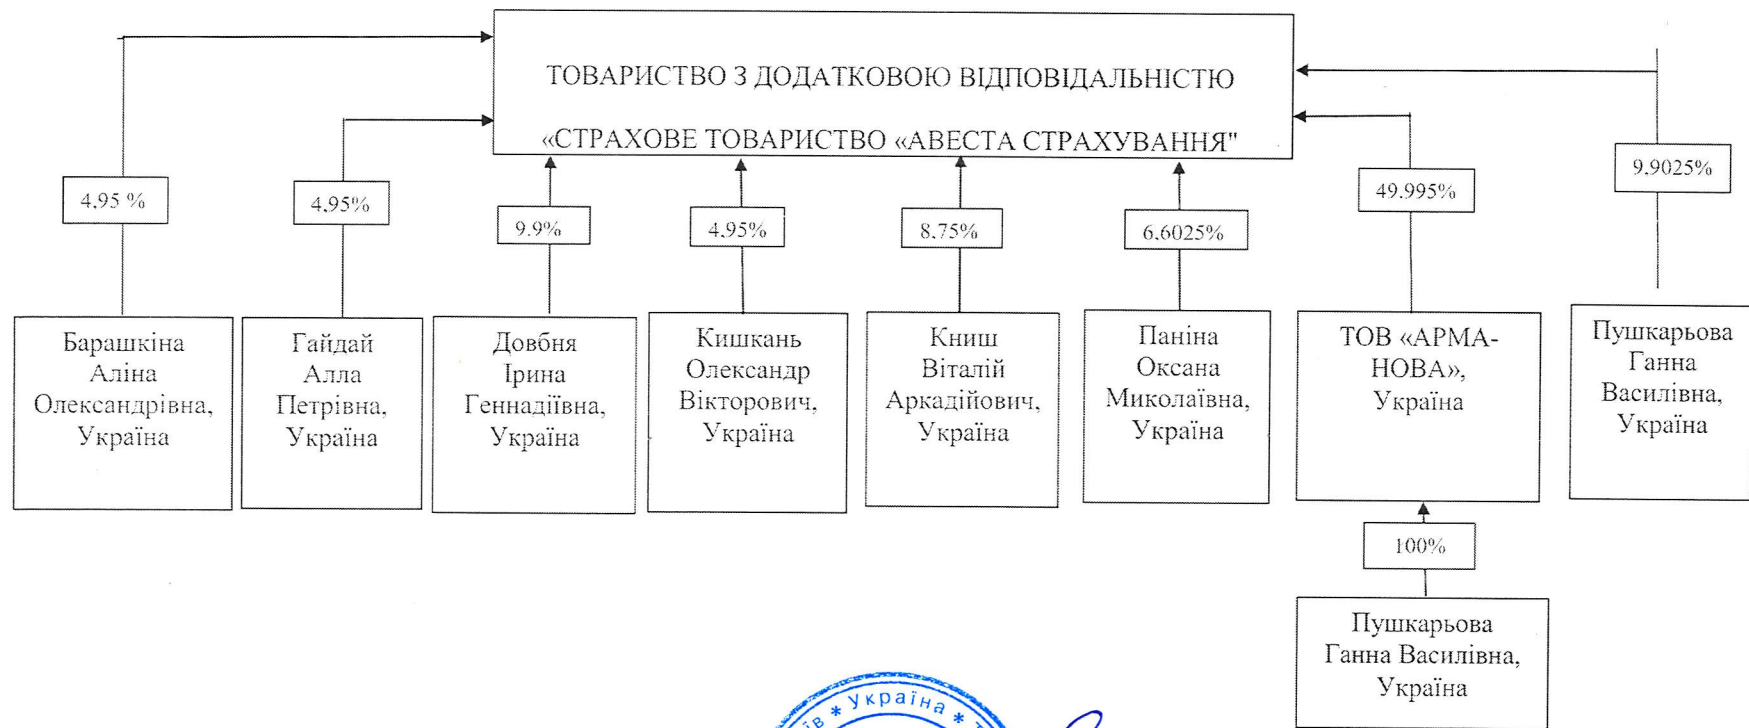 ТОВАРИСТВО З ДОДАТКОВОЮ ВІДПОВІДАЛЬНІСТЮ
«СТРАХОВЕ ТОВАРИСТВО «АВЕСТА СТРАХУВАННЯ"
4,95 %
4,95%
9.9%
4,95%
8,75%
6,6025%
49,995%
9,9025%
Барашкіна
Аліна
Олександрівна,
Україна
Гайдай
Алла
Петрівна,
Україна
Довбня
Ірина
Геннадіївна,
Україна
Кишкань
Олександр
Вікторович,
Україна
Книш
Віталій
Аркадійович,
Україна
Паніна
Оксана
Миколаївна,
Україна
ТОВ «АРМА-
НОВА»,
Україна
Пушкарьова
Ганна
Василівна,
Україна
100%
Пушкарьова
Ганна Василівна,
Україна
* Україна *